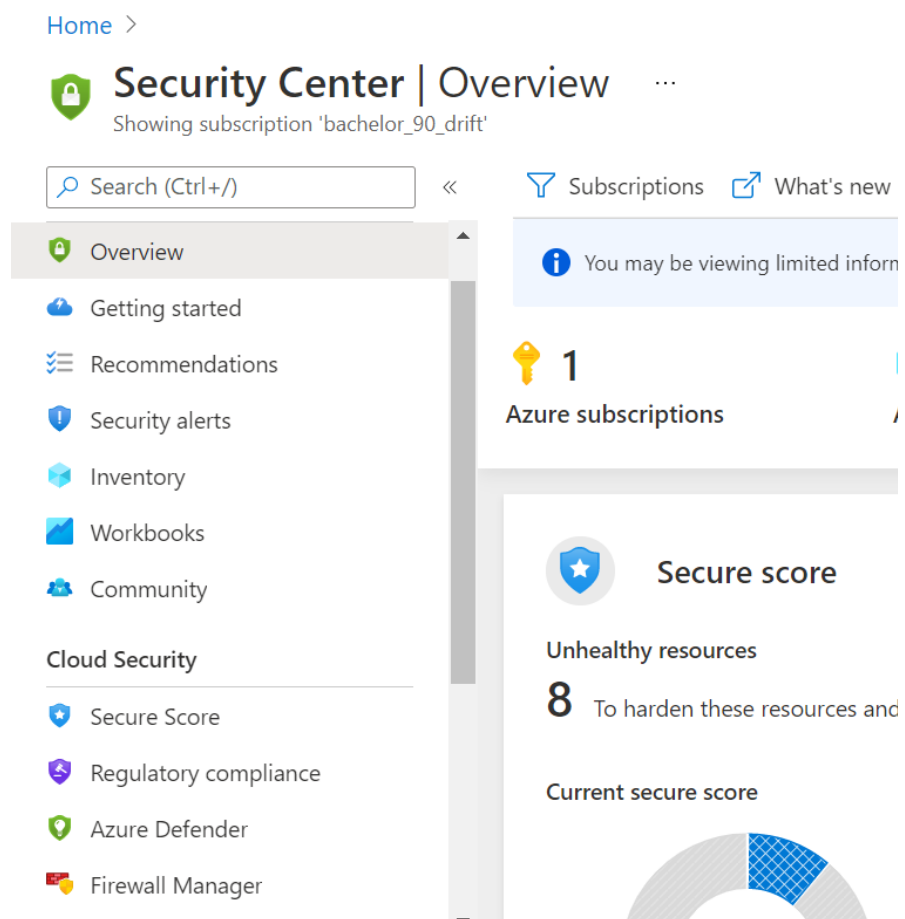 Home >
Security Center | Overview ...
Showing subscription 'bachelor_90_drift'
Search (Ctrl+/) «
Overview
Getting started
Recommendations
Security alerts
Inventory
Workbooks
Community
Cloud Security
Secure Score
Regulatory compliance
Azure Defender
Firewall Manager
Subscriptions What's new
You may be viewing limited
1
Azure subscriptions
Secure score
Unhealthy resources
8 To harden these resources and
Current secure score